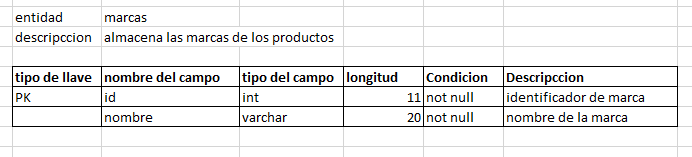 entidad marcas
descripccion almacena las marcas de los productos
tipo de llave nombre del campo tipo del campo longitud Condicion Descripccion
PK id int 11 not null identificador de marca
nombre varchar 20 not null nombre de la marca